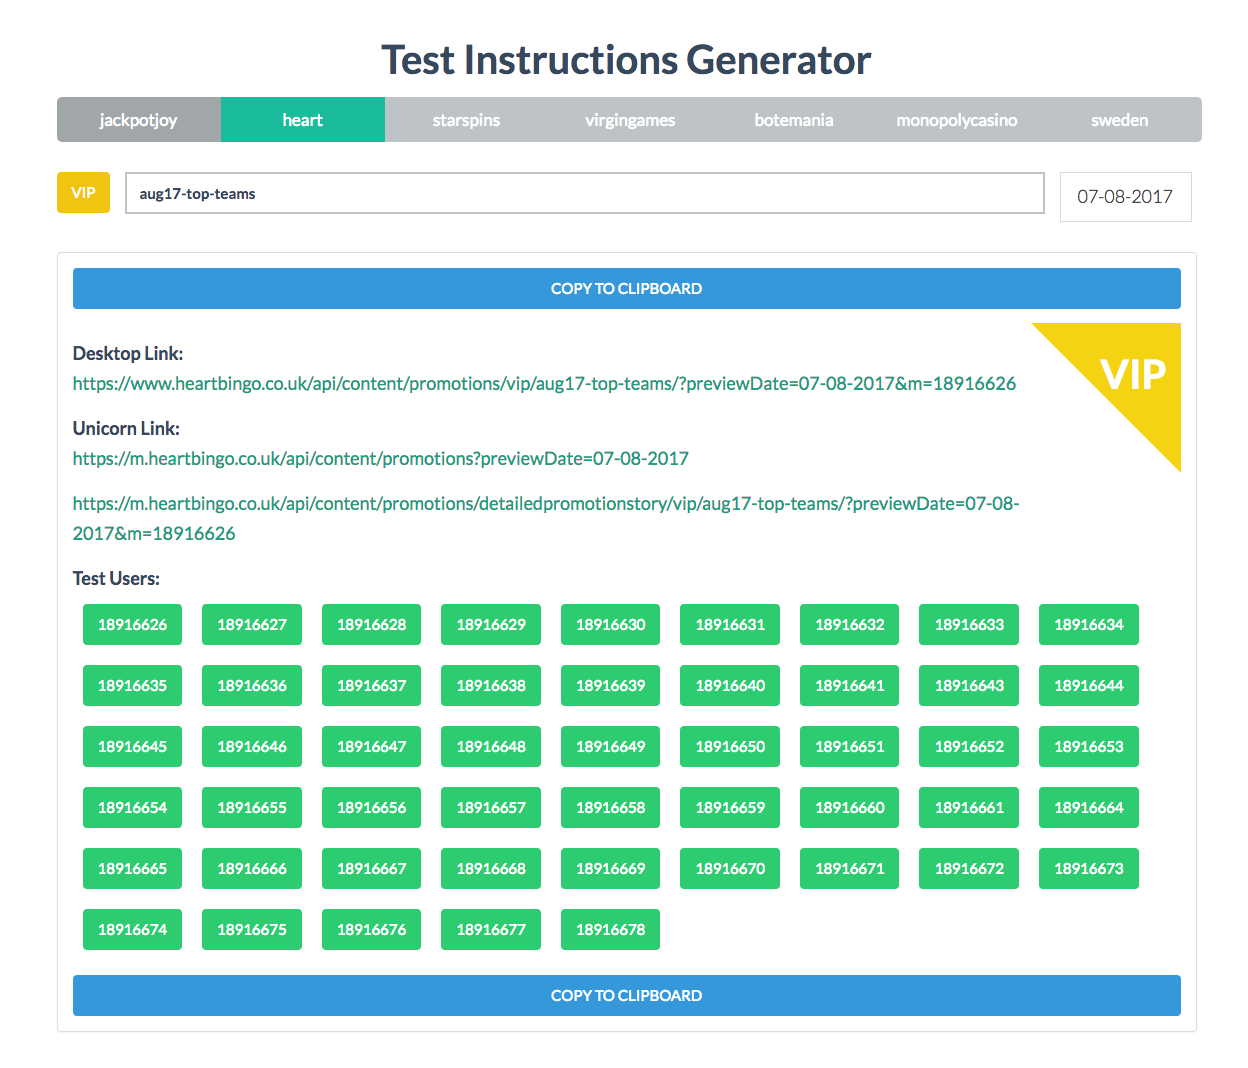 Test Instructions Generator
jackpotjoy heart starspins virgingames botemania monopolycasino sweden
VIP aug17-top-teams 07-08-2017
COPY TO CLIPBOARD
Desktop Link:
https://www.heartbingo.co.uk/api/content/promotions/vip/aug17-top-teams/?previewDate=07-08-2017&m=18916626
VIP
Unicorn Link:
https://m.heartbingo.co.uk/api/content/promotions?previewDate=07-08-2017
https://m.heartbingo.co.uk/api/content/promotions/detailedpromotionstory/vip/aug17-top-teams/?previewDate=07-08-
2017&m=18916626
Test Users:
18916626 18916627 18916628 18916629 18916630 18916631 18916632 18916633 18916634
18916635 18916636 18916637 18916638 18916639 18916640 18916641 18916643 18916644
18916645 18916646 18916647 18916648 18916649 18916650 18916651 18916652 18916653
18916654 18916655 18916656 18916657 18916658 18916659 18916660 18916661 18916664
18916665 18916666 18916667 18916668 18916669 18916670 18916671 18916672 18916673
18916674 18916675 18916676 18916677 18916678
COPY TO CLIPBOARD